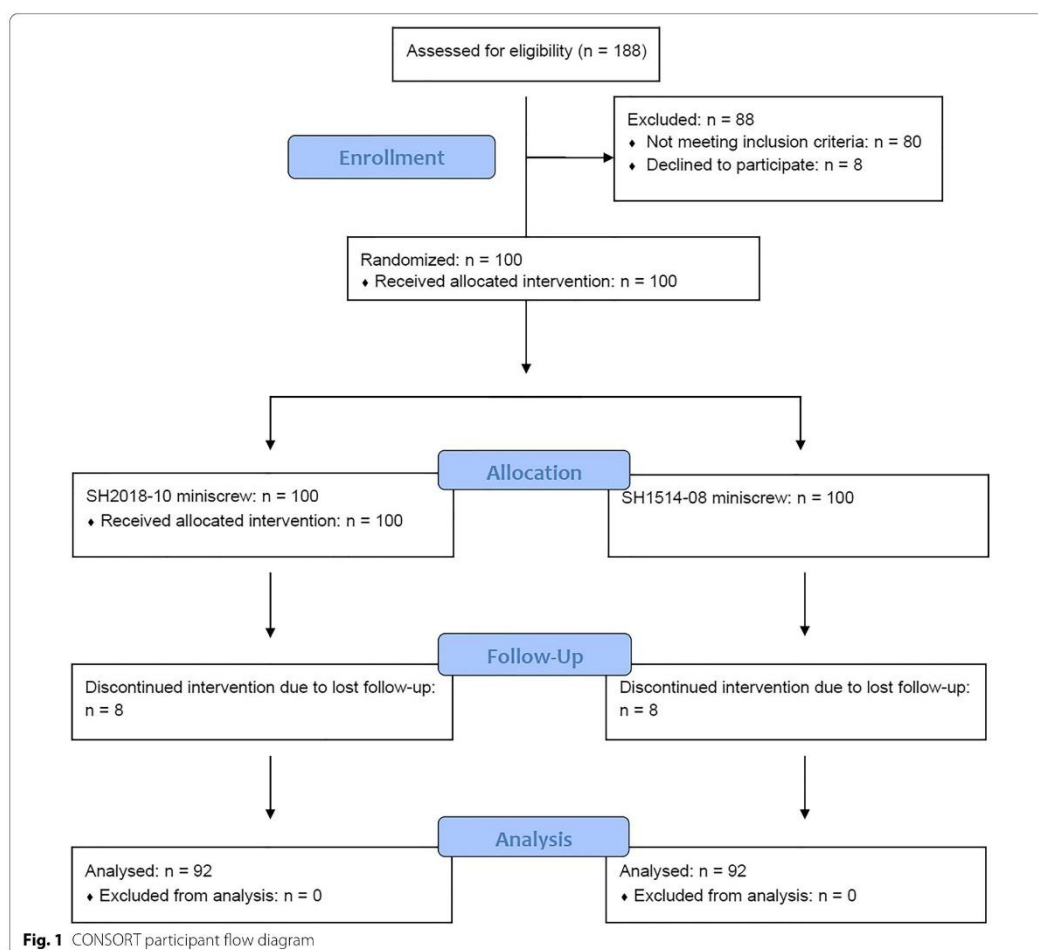 Assessed for eligibility (n = 188)
Excluded: n = 88
♦ Not meeting inclusion criteria: n = 80
♦ Declined to participate: n = 8
Enrollment
Randomized: n = 100
♦ Received allocated intervention: n = 100
Allocation
SH2018-10 miniscrew: n = 100
♦ Received allocated intervention: n = 100
SH1514-08 miniscrew: n = 100
Follow-Up
Discontinued intervention due to lost follow-up:
n = 8
Discontinued intervention due to lost follow-up:
n = 8
Analysis
Analysed: n = 92
♦ Excluded from analysis: n = 0
Analysed: n = 92
♦ Excluded from analysis: n = 0
Fig. 1 CONSORT participant flow diagram